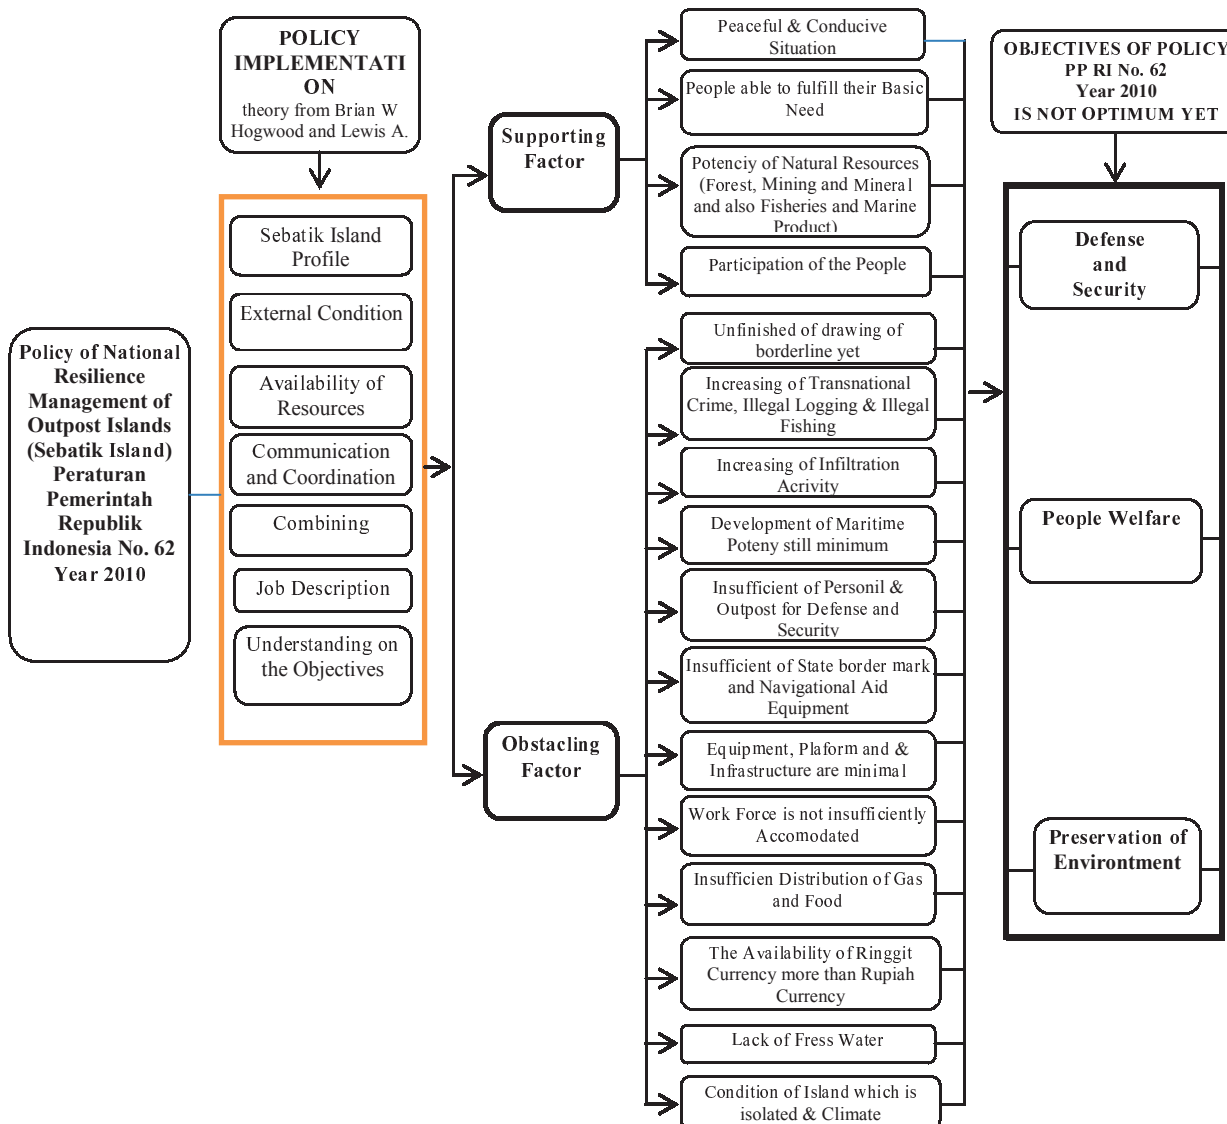 Policy of National
Resilience
Management of
Outpost Islands
(Sebatik Island)
Peraturan
Pemerintah
Republik
Indonesia No. 62
Year 2010
POLICY
IMPLEMENTATI
ON
theory from Brian W
Hogwood and Lewis A.
Sebatik Island
Profile
External Condition
Availability of
Resources
Communication
and Coordination
Combining
Job Description
Understanding on
the Objectives
Supporting
Factor
Obstacling
Factor
Peaceful & Conducive
Situation
People able to fulfill their Basic
Need
Potenciy of Natural Resources
(Forest, Mining and Mineral
and also Fisheries and Marine
Product)
Participation of the People
Unfinished of drawing of
borderline yet
Increasing of Transnational
Crime, Illegal Logging & Illegal
Fishing
Increasing of Infiltration
Acrivity
Development of Maritime
Poteny still minimum
Insufficient of Personil &
Outpost for Defense and
Security
Insufficient of State border mark
and Navigational Aid
Equipment
Equipment, Plaform and &
Infrastructure are minimal
Work Force is not insufficiently
Accomodated
Insufficien Distribution of Gas
and Food
The Availability of Ringgit
Currency more than Rupiah
Currency
Lack of Fress Water
Condition of Island which is
isolated & Climate
OBJECTIVES OF POLICY
PP RI No. 62
Year 2010
IS NOT OPTIMUM YET
Defense
and
Security
People Welfare
Preservation of
Environtment